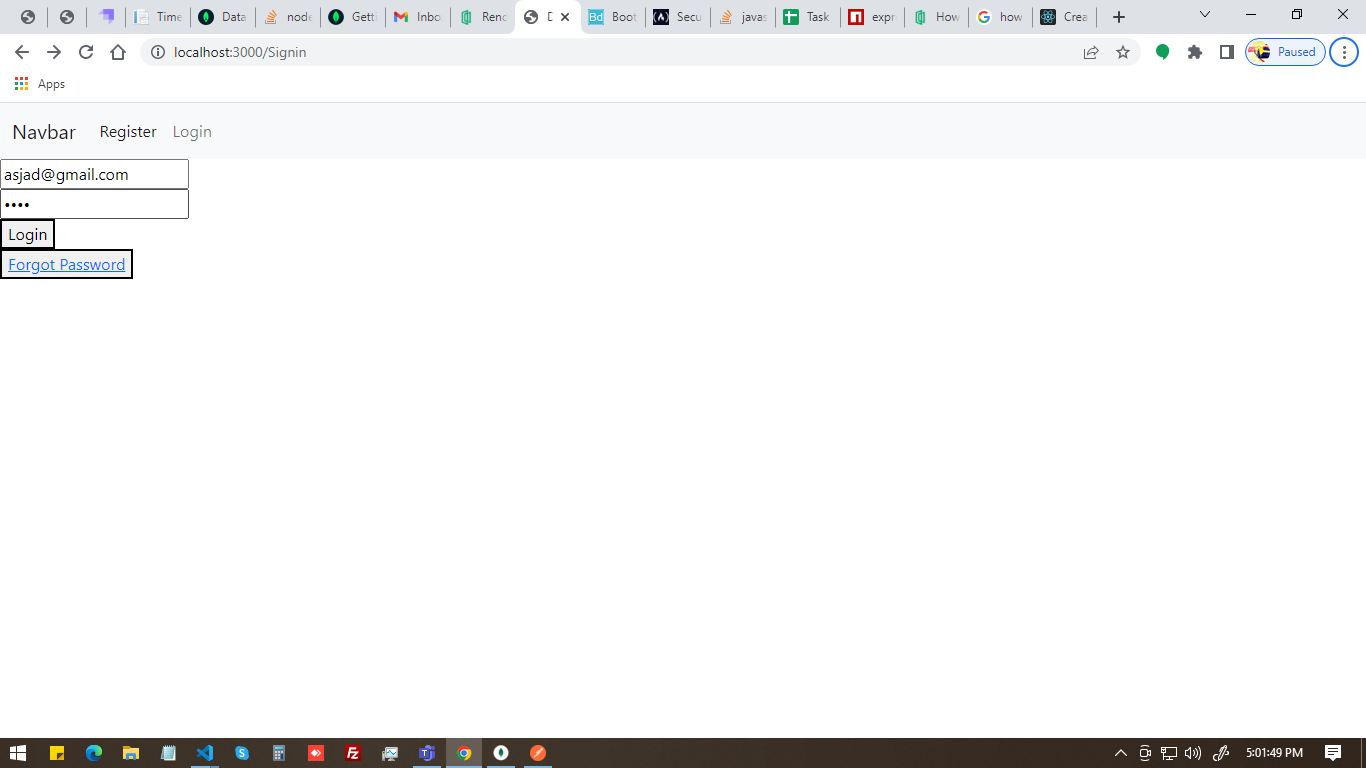 Time Data node Gett Inbo Renc D Boot Secu javas Task expr How how Crea
localhost:3000/Signin
Paused
Apps
Navbar Register Login
asjad@gmail.com
••••
Login
Forgot Password
5:01:49 PM